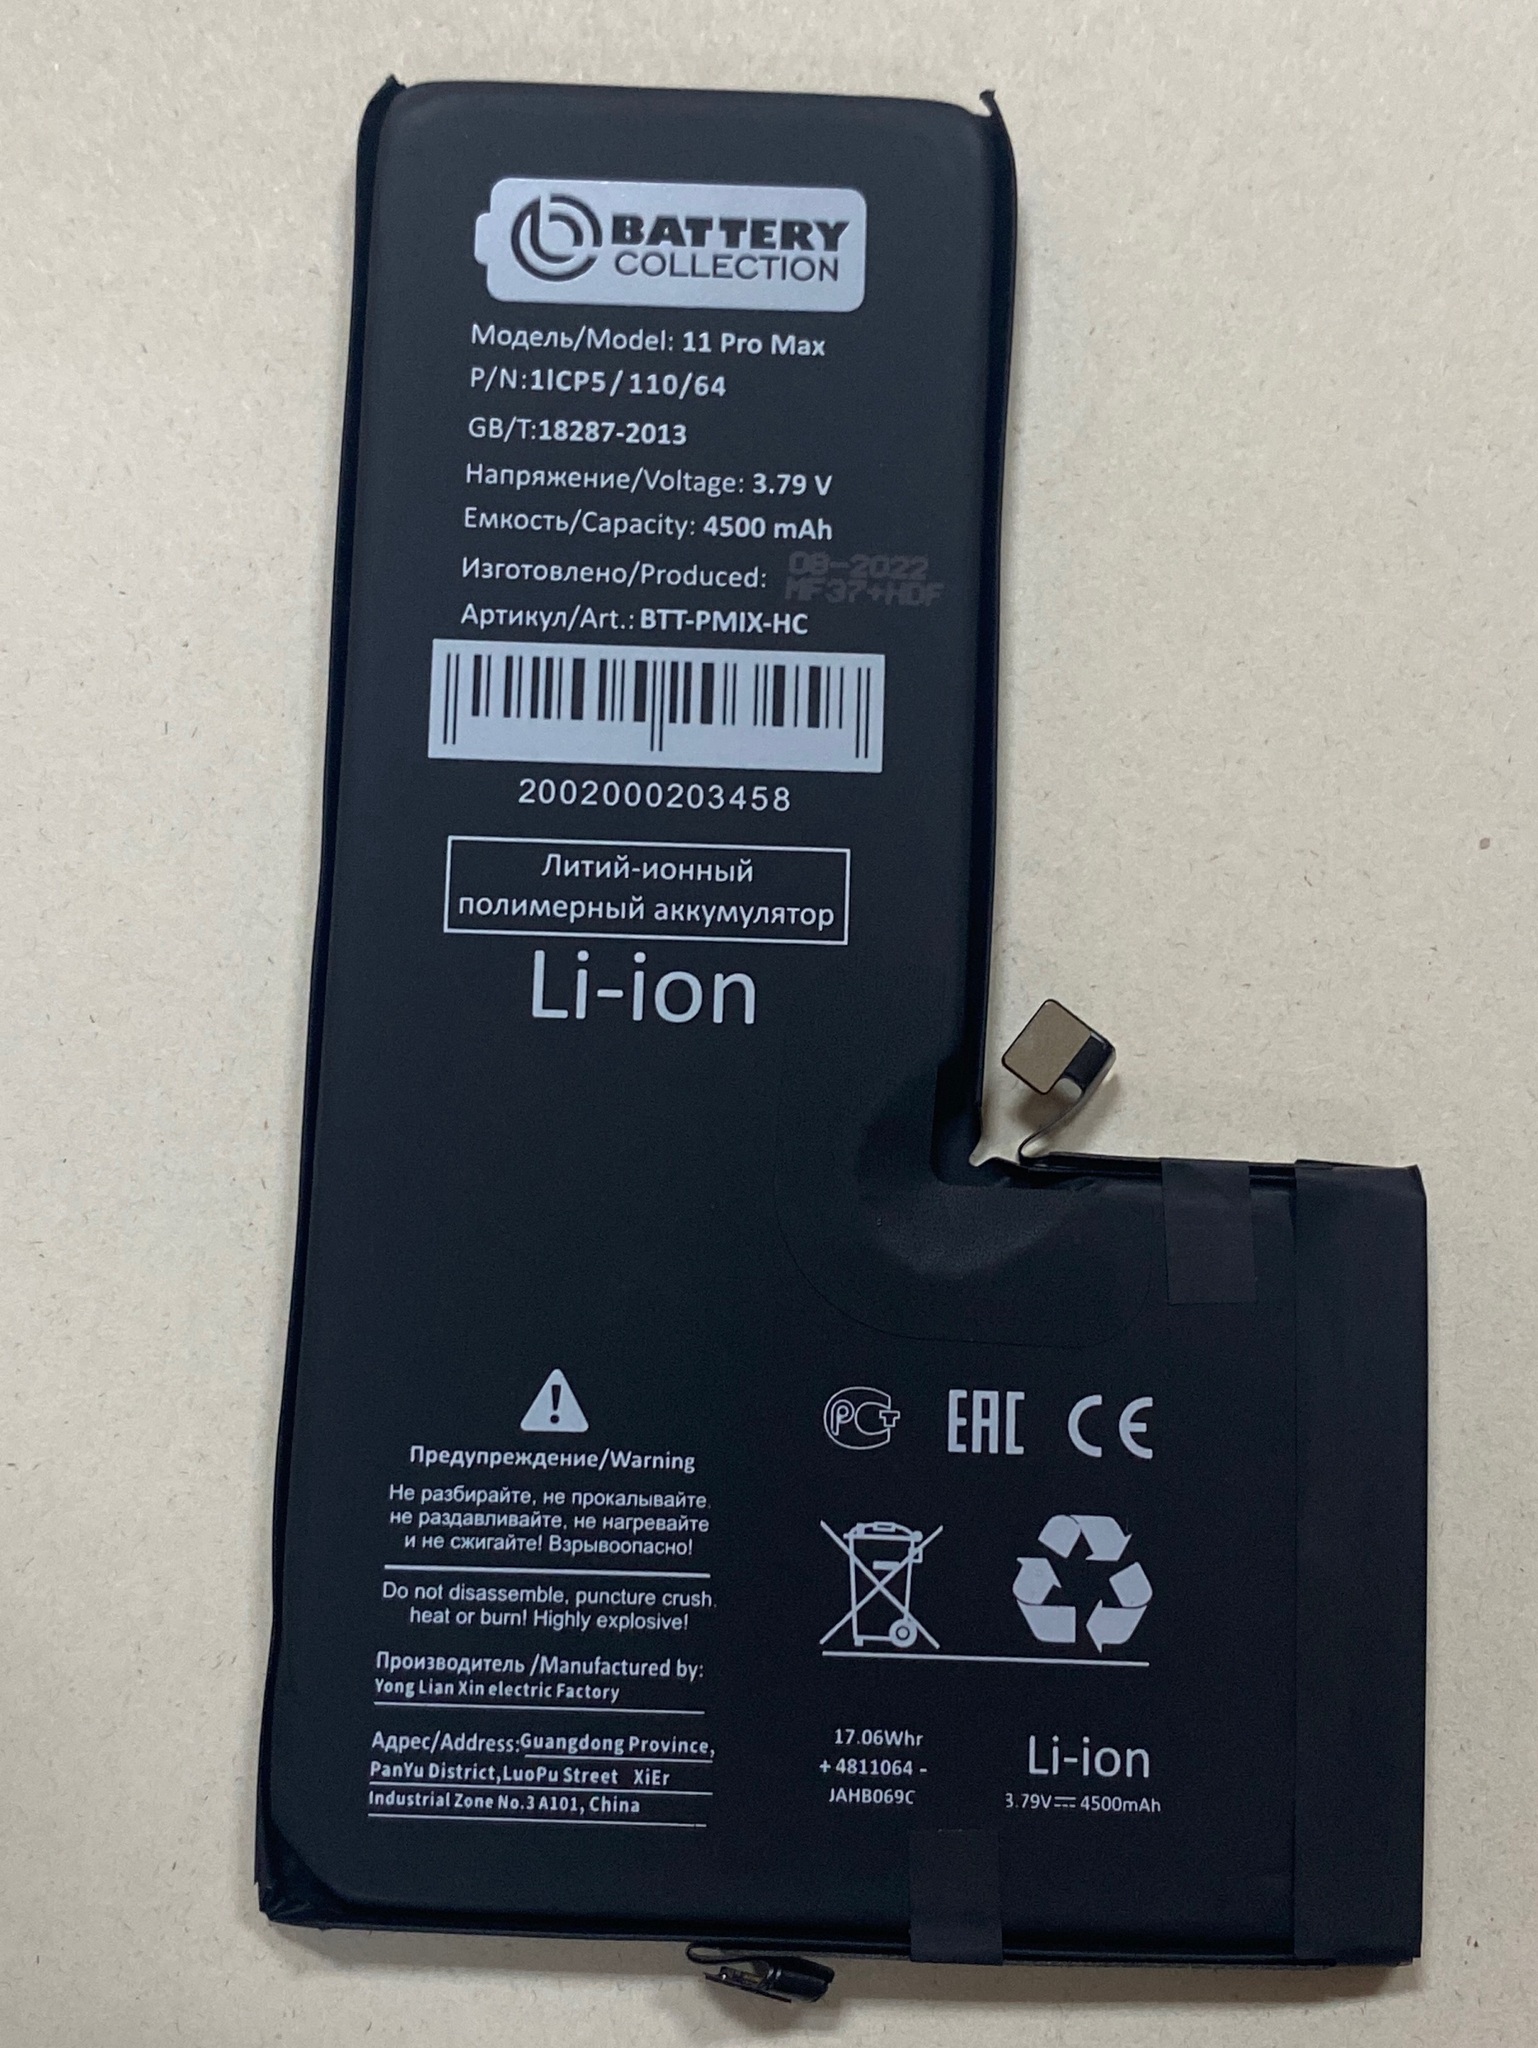 BATTERY
COLLECTION
Модель/Model: 11 Pro Max
P/N:1ICP5/110/64
GB/T:18287-2013
Напряжение/Voltage: 3.79 V
Емкость/Capacity: 4500 mAh
08-2022
Изготовлено/Produced:
MF37+HDF
Артикул/Art.: BTT-PMIX-HC
2002000203458
Литий-ионный
полимерный аккумулятор
Li-ion
Предупреждение/Warning
Не разбирайте, не прокалывайте.
не раздавливайте, не нагревайте
и не сжигайте! Взрывоопасно!
Do not disassemble, puncture crush.
heat or burn! Highly explosive!
Производитель /Manufactured by:
Yong Lian Xin electric Factory
Адрес/Address:Guangdong Province,
PanYu District,LuoPu Street XiEr
Industrial Zone No.3 A101, China
РСТ EAC CE
17.06Whr
+ 4811064 -
JAHB069C
Li-ion
3.79V⎓ 4500mAh